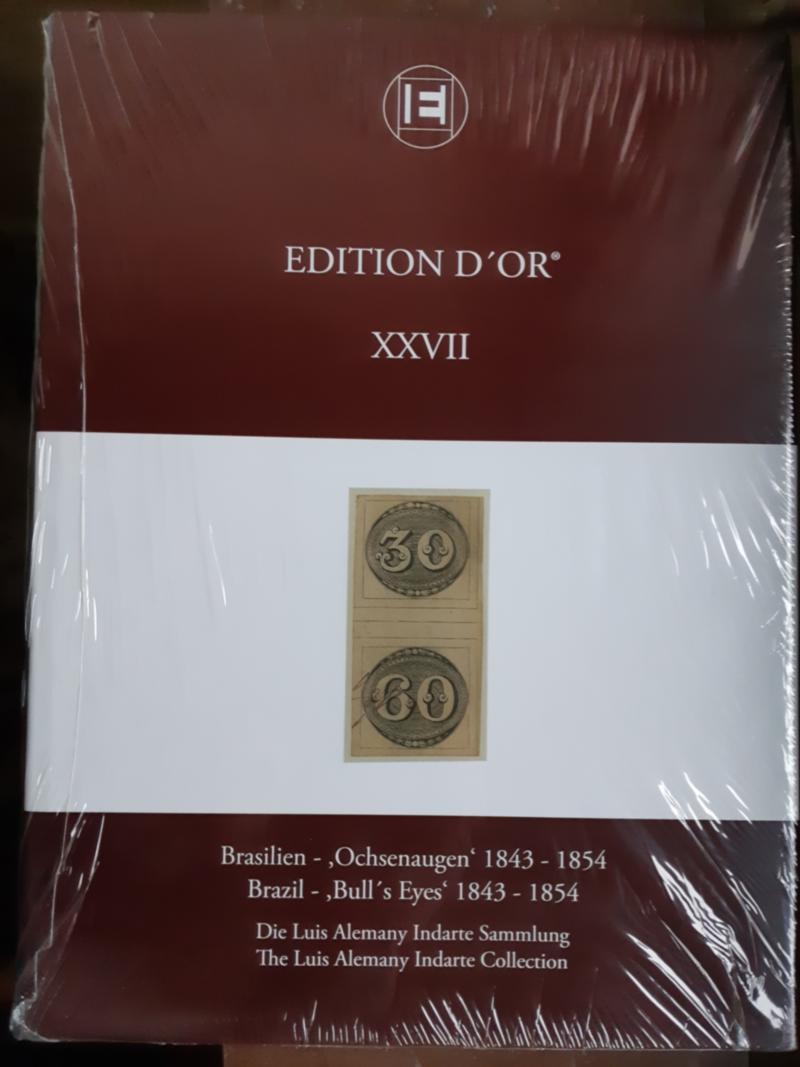 E
EDITION D´OR®
XXVII
30
60
Brasilien - ‚Ochsenaugen‘ 1843 - 1854
Brazil - ‚Bull´s Eyes‘ 1843 - 1854
Die Luis Alemany Indarte Sammlung
The Luis Alemany Indarte Collection